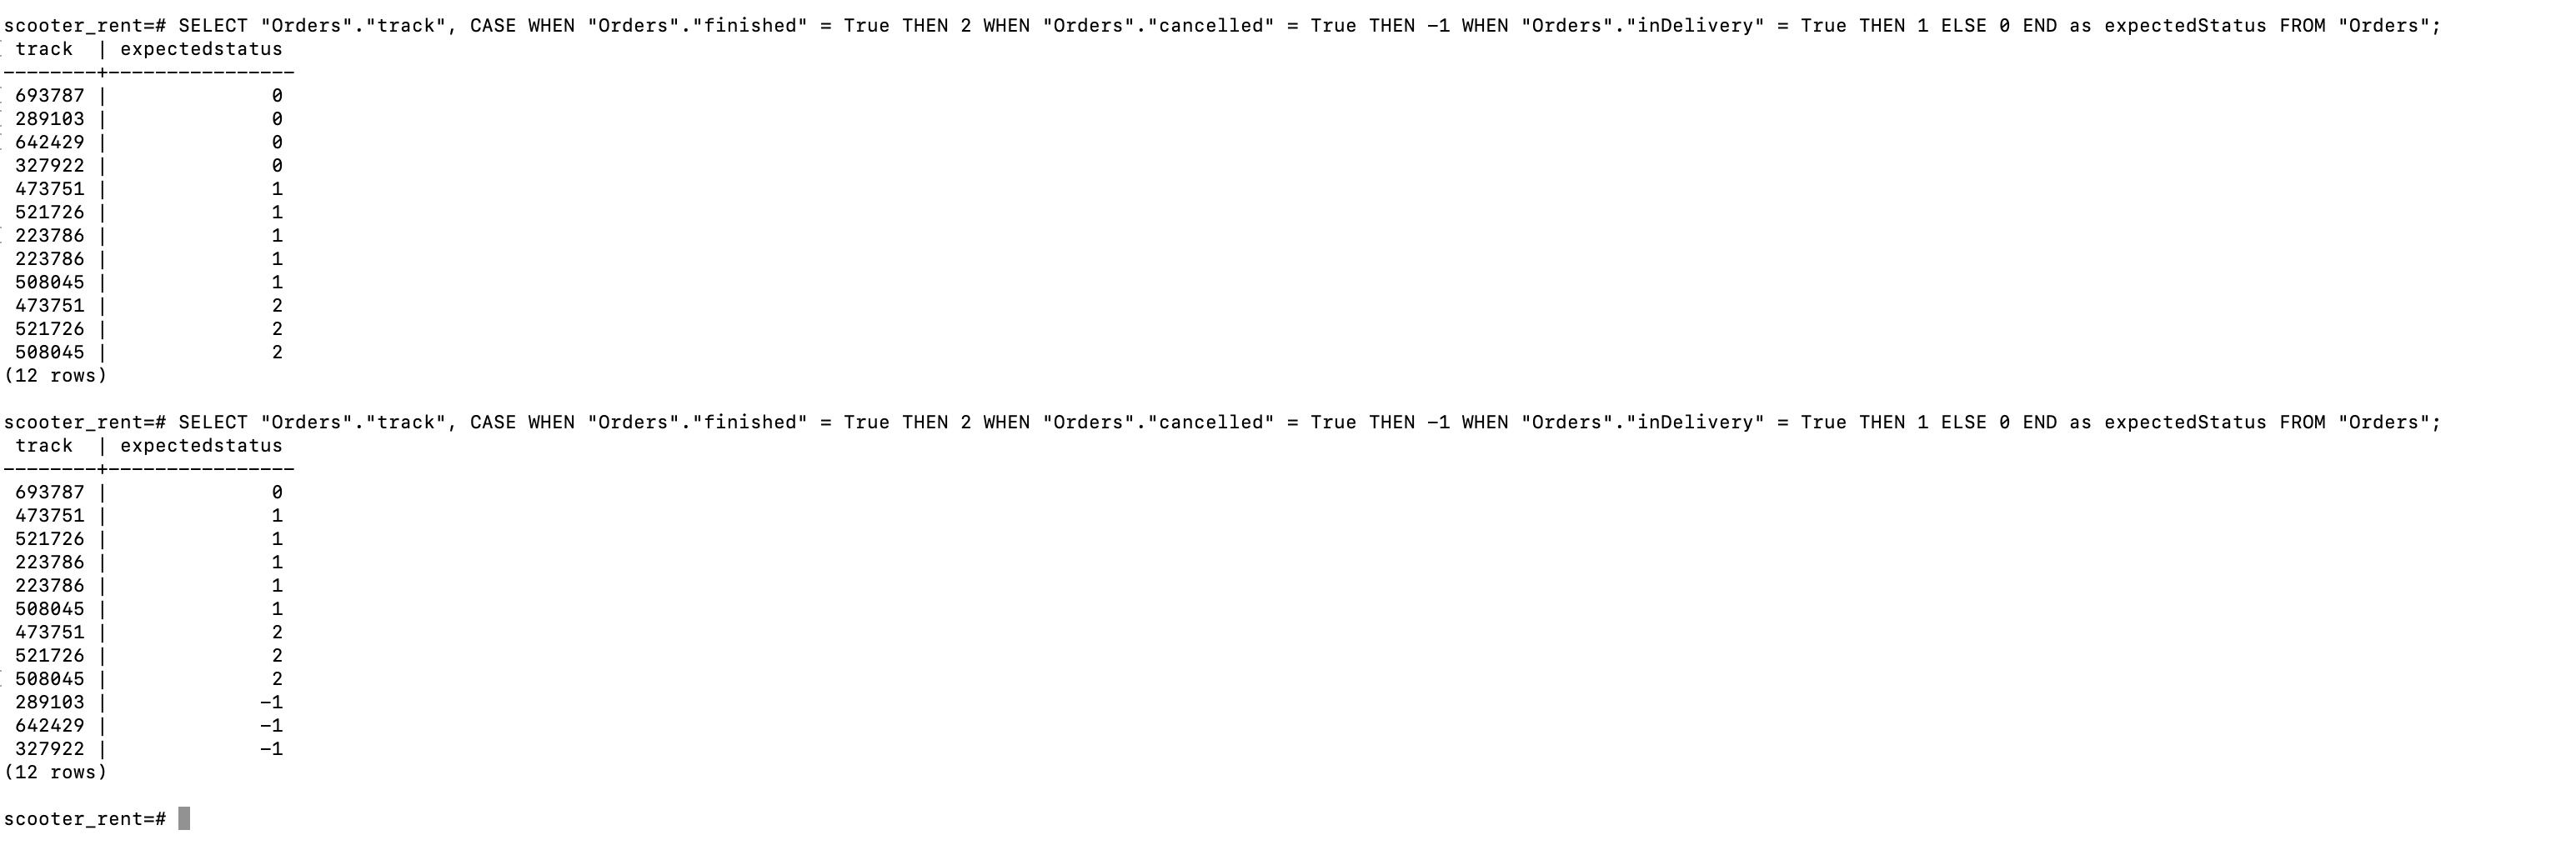 scooter_rent=# SELECT "Orders"."track", CASE WHEN "Orders"."finished" = True THEN 2 WHEN "Orders"."cancelled" = True THEN -1 WHEN "Orders"."inDelivery" = True THEN 1 ELSE 0 END as expectedStatus FROM "Orders";
 track  | expectedstatus
--------+----------------
 693787 |              0
 289103 |              0
 642429 |              0
 327922 |              0
 473751 |              1
 521726 |              1
 223786 |              1
 223786 |              1
 508045 |              1
 473751 |              2
 521726 |              2
 508045 |              2
(12 rows)
scooter_rent=# SELECT "Orders"."track", CASE WHEN "Orders"."finished" = True THEN 2 WHEN "Orders"."cancelled" = True THEN -1 WHEN "Orders"."inDelivery" = True THEN 1 ELSE 0 END as expectedStatus FROM "Orders";
 track  | expectedstatus
--------+----------------
 693787 |              0
 473751 |              1
 521726 |              1
 223786 |              1
 223786 |              1
 508045 |              1
 473751 |              2
 521726 |              2
 508045 |              2
 289103 |             -1
 642429 |             -1
 327922 |             -1
(12 rows)
scooter_rent=#